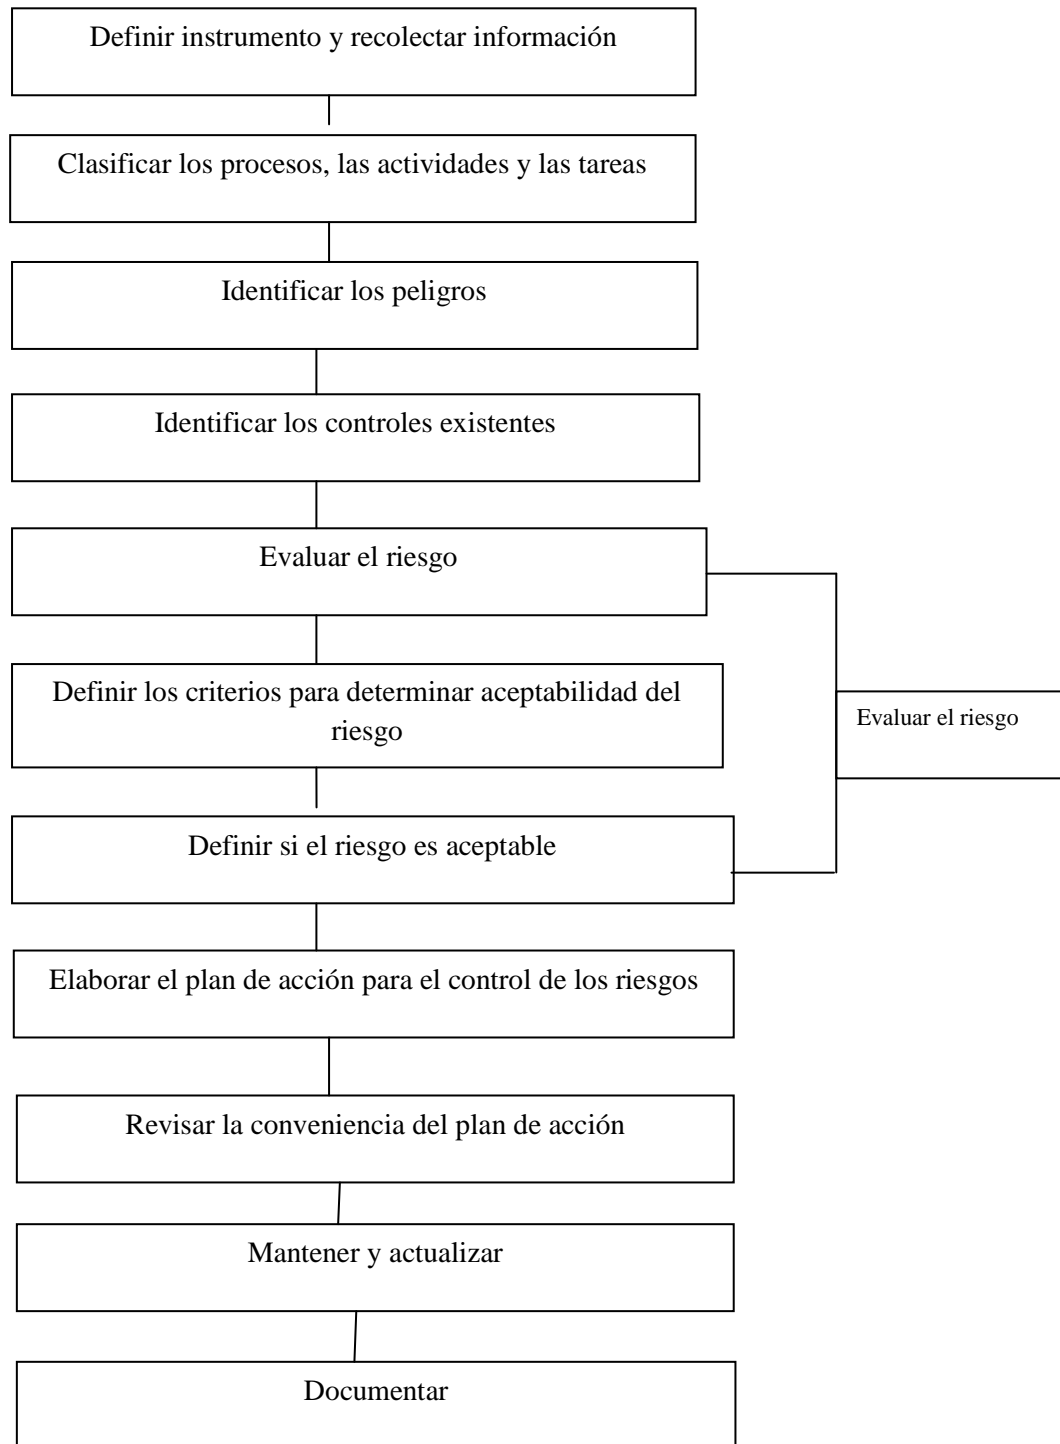 Definir instrumento y recolectar información
Clasificar los procesos, las actividades y las tareas
Identificar los peligros
Identificar los controles existentes
Evaluar el riesgo
Definir los criterios para determinar aceptabilidad del
riesgo
Evaluar el riesgo
Definir si el riesgo es aceptable
Elaborar el plan de acción para el control de los riesgos
Revisar la conveniencia del plan de acción
Mantener y actualizar
Documentar